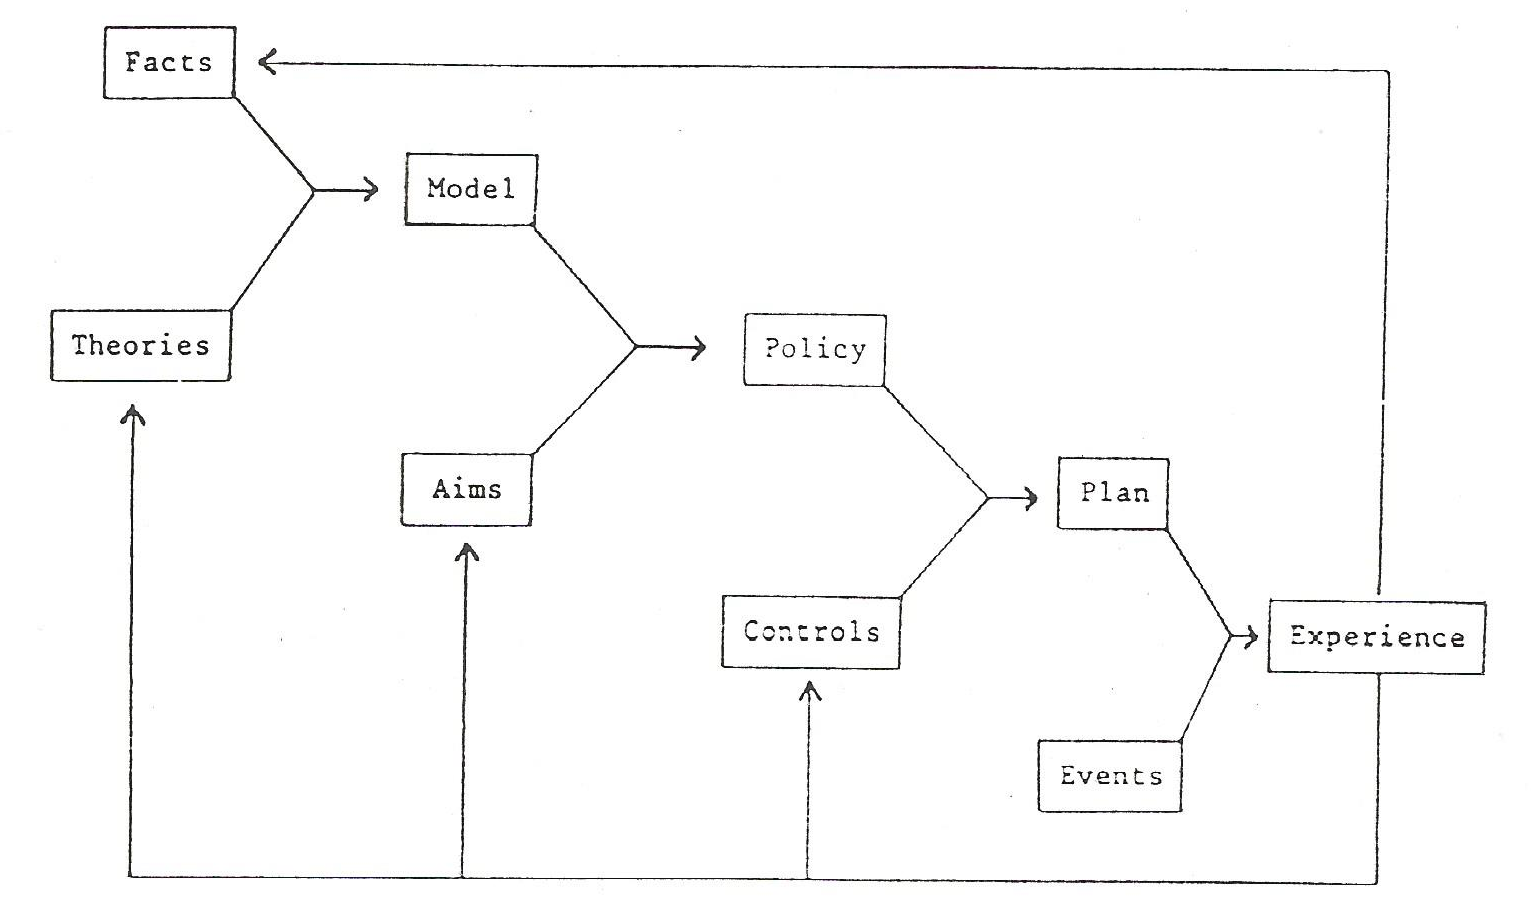 Facts
Model
Theories
Policy
Aims
Plan
Controls
Experience
Events